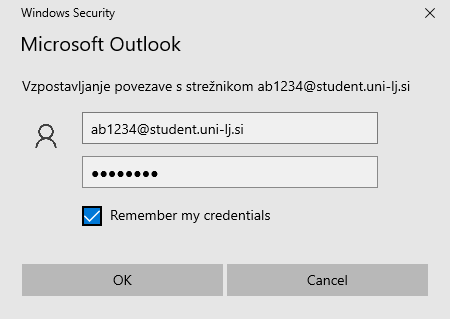 Windows Security
Microsoft Outlook
Vzpostavljanje povezave s strežnikom ab1234@student.uni-lj.si
ab1234@student.uni-lj.si
●●●●●●●●
Remember my credentials
OK Cancel